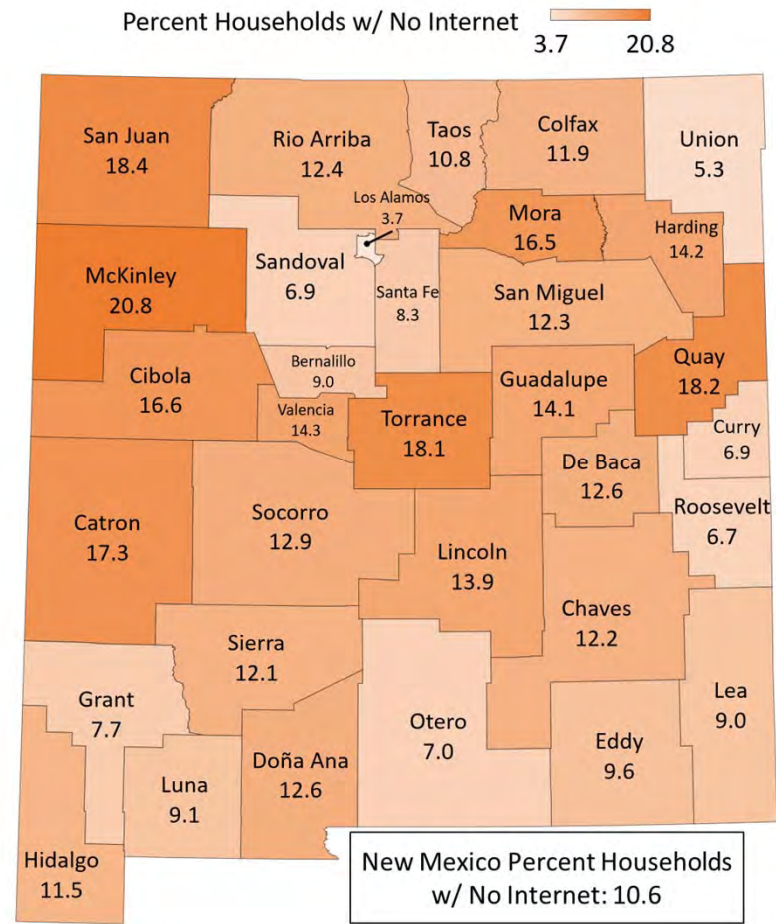 Percent Households w/ No Internet
3.7 20.8
San Juan
18.4
Rio Arriba
12.4
Taos
10.8
Colfax
11.9
Union
5.3
Los Alamos
3.7
Mora
16.5
Harding
14.2
McKinley
20.8
Sandoval
6.9
Santa Fe
8.3
San Miguel
12.3
Quay
18.2
Cibola
16.6
Bernalillo
9.0
Valencia
14.3
Torrance
18.1
Guadalupe
14.1
Curry
6.9
De Baca
12.6
Roosevelt
6.7
Catron
17.3
Socorro
12.9
Lincoln
13.9
Chaves
12.2
Sierra
12.1
Grant
7.7
Otero
7.0
Lea
9.0
Eddy
9.6
Doña Ana
12.6
Luna
9.1
Hidalgo
11.5
New Mexico Percent Households
w/ No Internet: 10.6